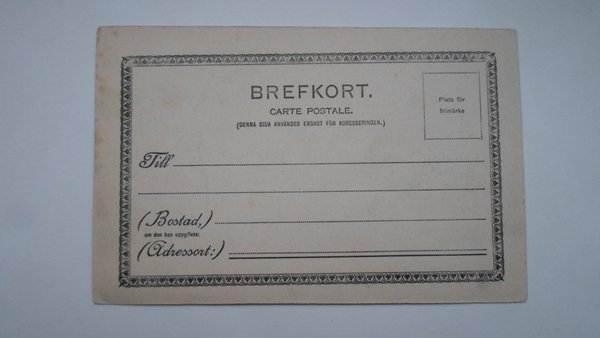 BREFKORT.
CARTE POSTALE.
(DENNA SIDA ANVÄNDES ENDAST FÖR ADRESSERINGEN.)
Plats för
frimärke
Till
(Bostad,)
om den kan uppgifvas:
(Adressort:)